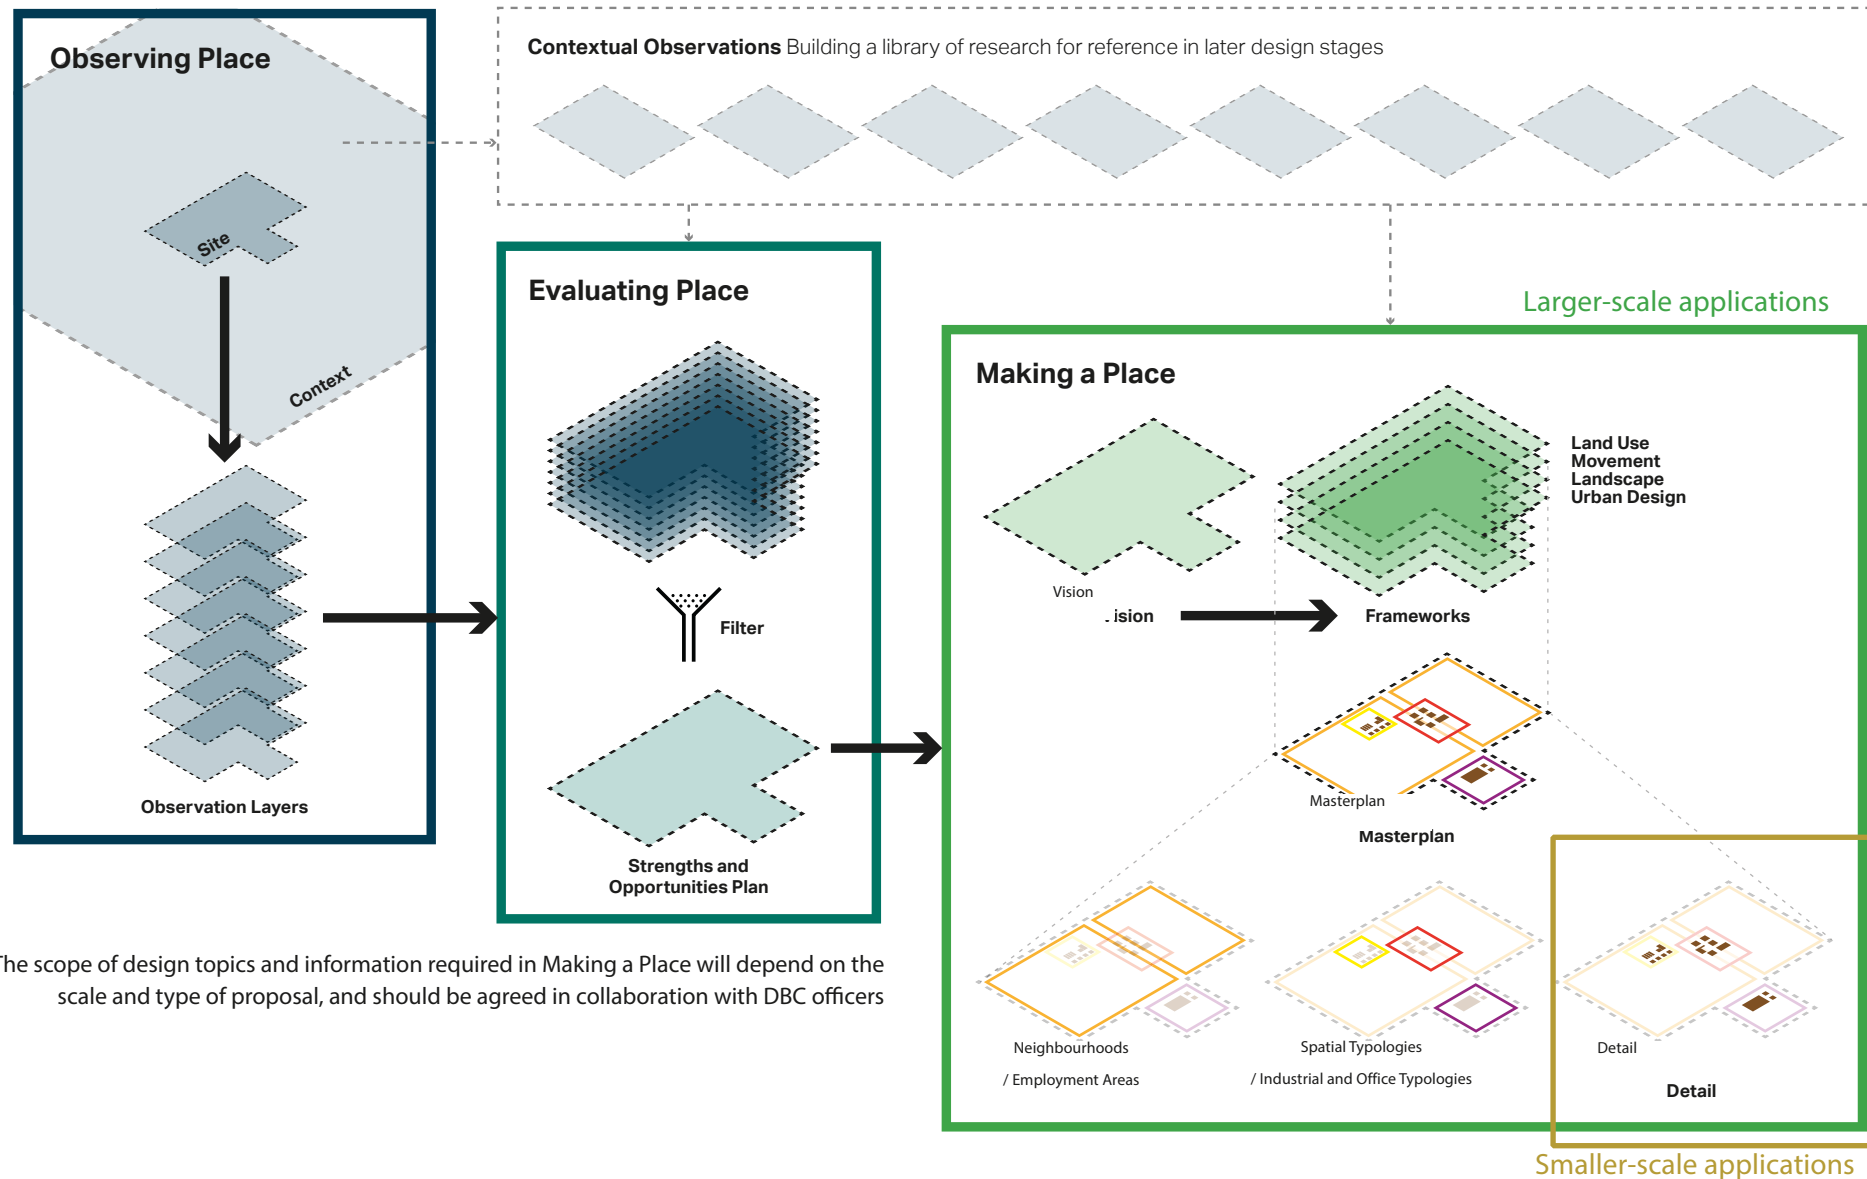 Observing Place
Contextual Observations Building a library of research for reference in later design stages
Site
Context
Observation Layers
Evaluating Place
Filter
Strengths and
Opportunities Plan
Larger-scale applications
Making a Place
Land Use
Movement
Landscape
Urban Design
Vision
ision
Frameworks
Masterplan
Masterplan
Neighbourhoods
/ Employment Areas
Spatial Typologies
/ Industrial and Office Typologies
Detail
Detail
Smaller-scale applications
The scope of design topics and information required in Making a Place will depend on the
scale and type of proposal, and should be agreed in collaboration with DBC officers